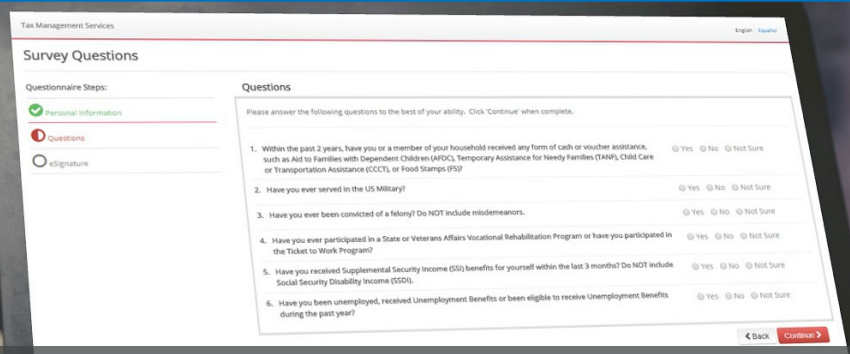 Tax Management Services
English Español
Survey Questions
Questionnaire Steps:
Personal Information
Questions
eSignature
Questions
Please answer the following questions to the best of your ability. Click 'Continue' when complete.
1. Within the past 2 years, have you or a member of your household received any form of cash or voucher assistance, Yes No Not Sure
such as Aid to Families with Dependent Children (AFDC), Temporary Assistance for Needy Families (TANF), Child Care
or Transportation Assistance (CCCT), or Food Stamps (FS)?
2. Have you ever served in the US Military? Yes No Not Sure
3. Have you ever been convicted of a felony? Do NOT include misdemeanors. Yes No Not Sure
4. Have you ever participated in a State or Veterans Affairs Vocational Rehabilitation Program or have you participated in Yes No Not Sure
the Ticket to Work Program?
5. Have you received Supplemental Security Income (SSI) benefits for yourself within the last 3 months? Do NOT include Yes No Not Sure
Social Security Disability Income (SSDI).
6. Have you been unemployed, received Unemployment Benefits or been eligible to receive Unemployment Benefits Yes No Not Sure
during the past year?
Back Continue